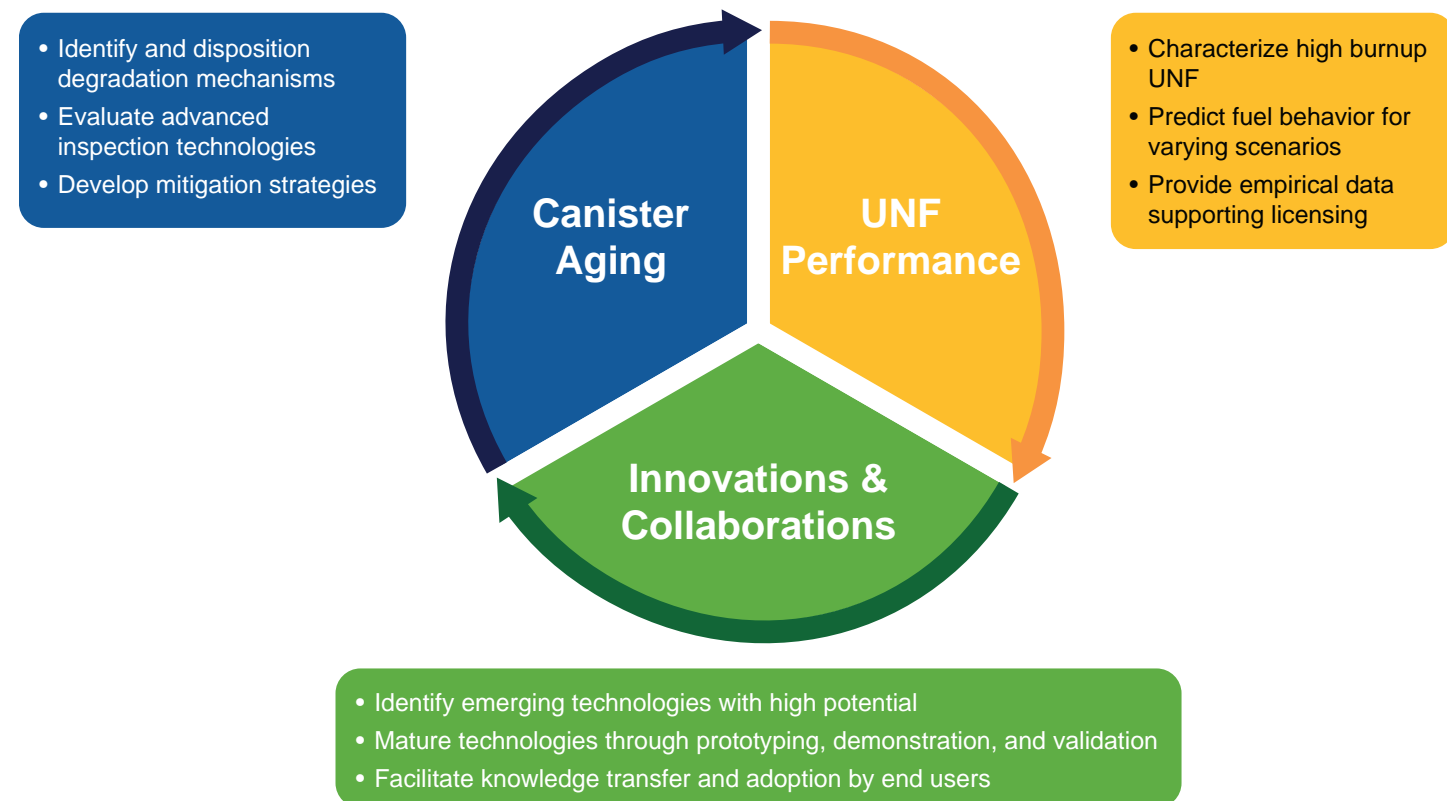 • Identify and disposition
degradation mechanisms
• Evaluate advanced
inspection technologies
• Develop mitigation strategies
Canister
Aging
UNF
Performance
• Characterize high burnup
UNF
• Predict fuel behavior for
varying scenarios
• Provide empirical data
supporting licensing
Innovations &
Collaborations
• Identify emerging technologies with high potential
• Mature technologies through prototyping, demonstration, and validation
• Facilitate knowledge transfer and adoption by end users